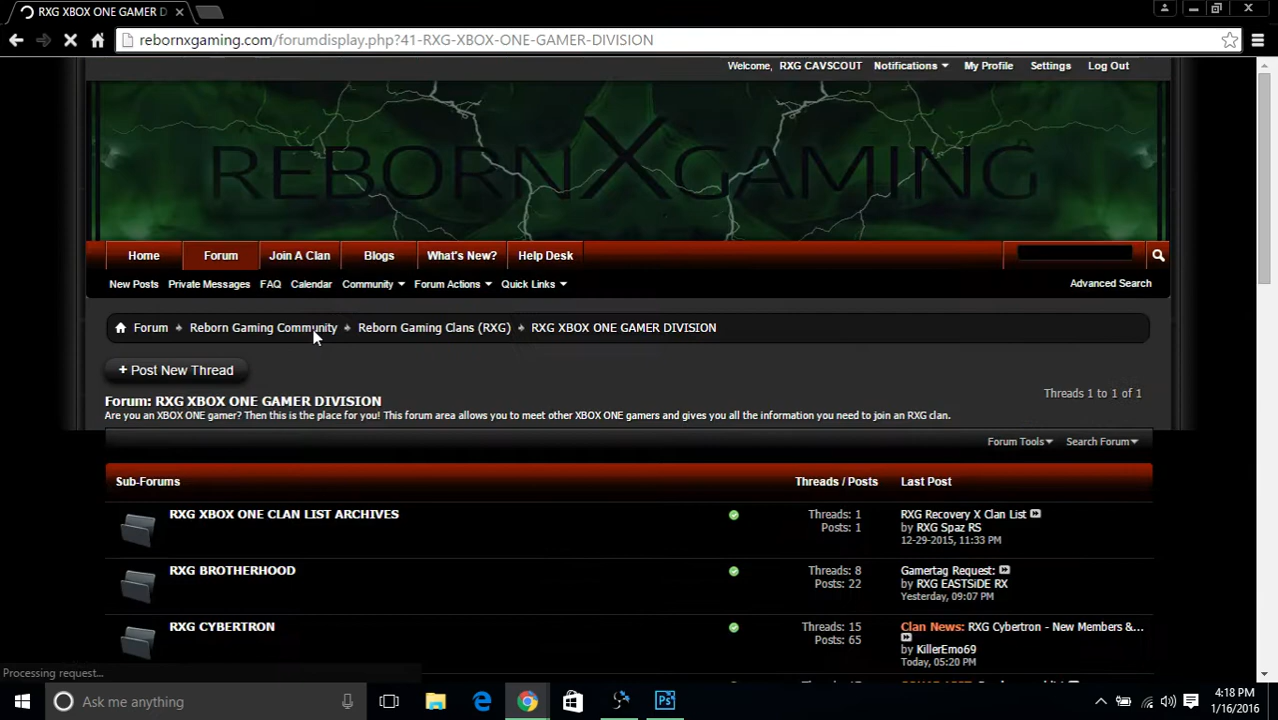 RXG XBOX ONE GAMER D
rebornxgaming.com/forumdisplay.php?41-RXG-XBOX-ONE-GAMER-DIVISION
Welcome, RXG CAVSCOUT Notifications My Profile Settings Log Out
REBORNXGAMING
Home Forum Join A Clan Blogs What's New? Help Desk
New Posts Private Messages FAQ Calendar Community Forum Actions Quick Links Advanced Search
Forum Reborn Gaming Community Reborn Gaming Clans (RXG) RXG XBOX ONE GAMER DIVISION
+ Post New Thread
Threads 1 to 1 of 1
Forum: RXG XBOX ONE GAMER DIVISION
Are you an XBOX ONE gamer? Then this is the place for you! This forum area allows you to meet other XBOX ONE gamers and gives you all the information you need to join an RXG clan.
Forum Tools Search Forum
Sub-Forums Threads / Posts Last Post
RXG XBOX ONE CLAN LIST ARCHIVES Threads: 1 RXG Recovery X Clan List
Posts: 1 by RXG Spaz RS
12-29-2015, 11:33 PM
RXG BROTHERHOOD Threads: 8 Gamertag Request:
Posts: 22 by RXG EASTSiDE RX
Yesterday, 09:07 PM
RXG CYBERTRON Threads: 15 Clan News: RXG Cybertron - New Members &...
Posts: 65
by KillerEmo69
Today, 05:20 PM
Processing request...
Ask me anything
4:18 PM
1/16/2016